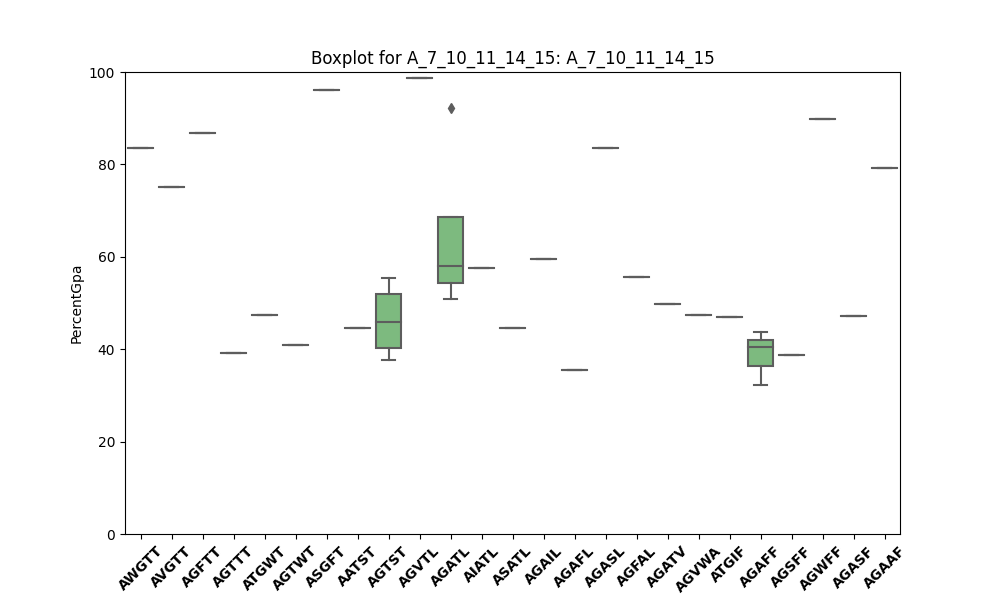 Boxplot for A_7_10_11_14_15: A_7_10_11_14_15
100
80
60
40
20
0
PercentGpa
AWGTT AVGTT AGFTT AGTTT ATGWT AGTWT ASGFT AATST AGTST AGVTL AGATL AIATL ASATL AGAIL AGAFL AGASL AGFAL AGATV AGVWA ATGIF AGAFF AGSFF AGWFF AGASF AGAAF